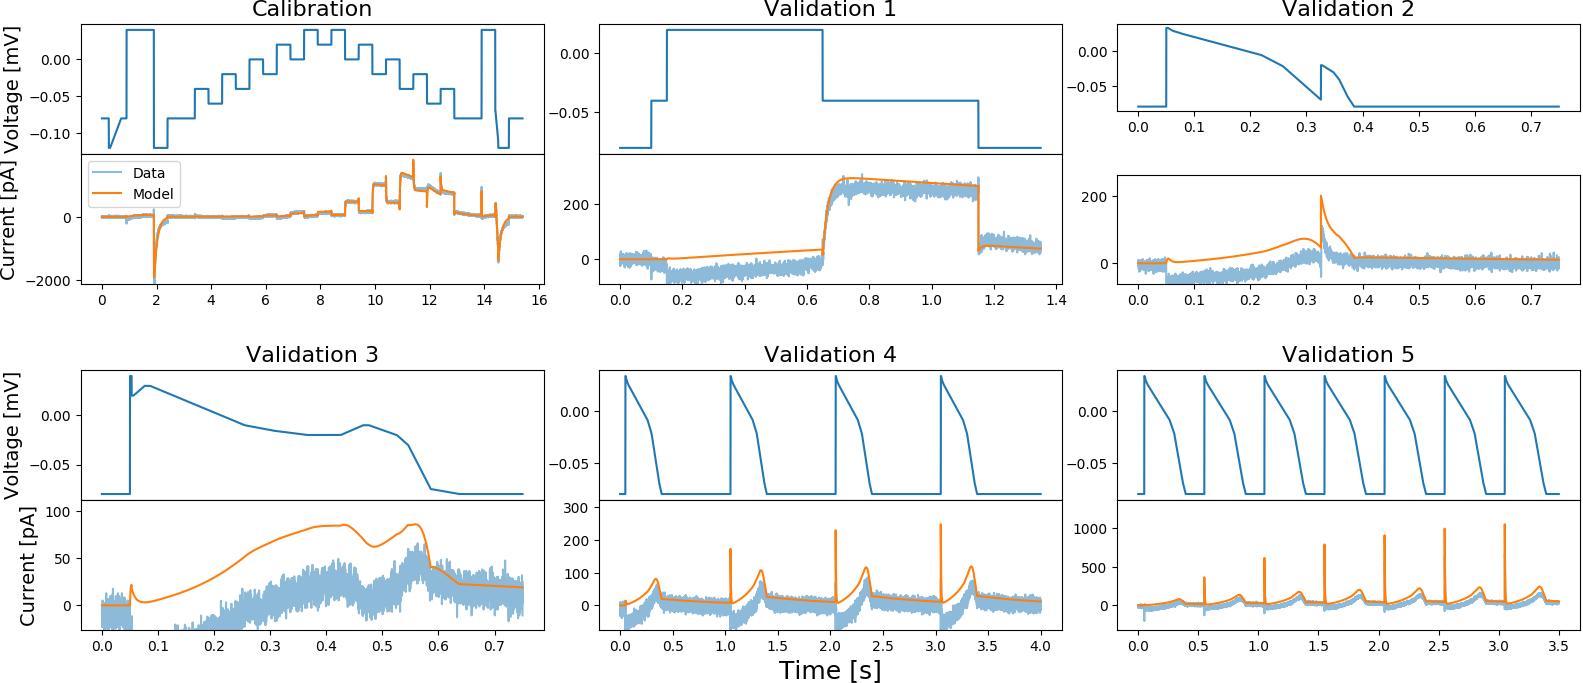 Calibration
Validation 1
Validation 2
Voltage [mV]
0.00
−0.05
−0.10
0.00
−0.05
0.00
−0.05
0.0 0.1 0.2 0.3 0.4 0.5 0.6 0.7
Current [pA]
Data
Model
0
−2000
0 2 4 6 8 10 12 14 16
200
0
0.0 0.2 0.4 0.6 0.8 1.0 1.2 1.4
200
0
0.0 0.1 0.2 0.3 0.4 0.5 0.6 0.7
Validation 3
Validation 4
Validation 5
Voltage [mV]
0.00
−0.05
0.00
−0.05
0.00
−0.05
Current [pA]
100
50
0
0.0 0.1 0.2 0.3 0.4 0.5 0.6 0.7
300
200
100
0
0.0 0.5 1.0 1.5 2.0 2.5 3.0 3.5 4.0
1000
500
0
0.0 0.5 1.0 1.5 2.0 2.5 3.0 3.5
Time [s]